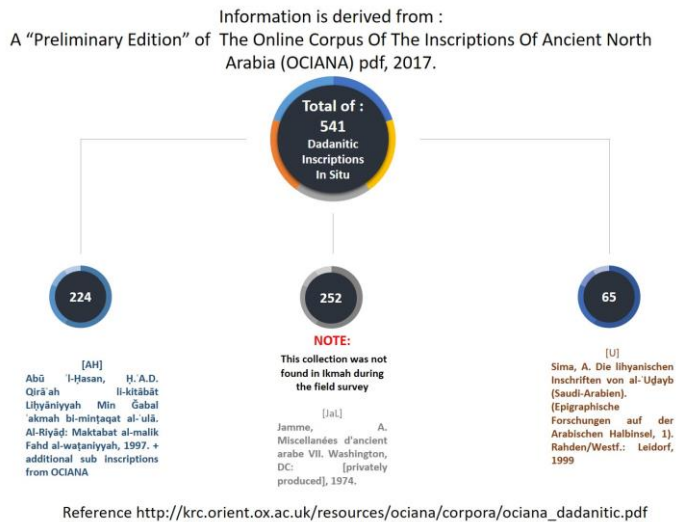 Information is derived from :
A “Preliminary Edition” of The Online Corpus Of The Inscriptions Of Ancient North
Arabia (OCIANA) pdf, 2017.
Total of :
541
Dadanitic
Inscriptions
In Situ
224
252
65
[AH]
Abū ʾl-Ḥasan, Ḥ.ʿA.D.
Qirāʾah li-kitābāt
Liḥyāniyyah Min Ǧabal
ʿakmah bi-minṭaqat al-ʿulā.
Al-Riyāḍ: Maktabat al-malik
Fahd al-waṭaniyyah, 1997. +
additional sub inscriptions
from OCIANA
NOTE:
This collection was not
found in Ikmah during
the field survey
[JaL]
Jamme, A.
Miscellanées d'ancient
arabe VII. Washington,
DC: [privately
produced], 1974.
[U]
Sima, A. Die lihyanischen
Inschriften von al-ʿUḏayb
(Saudi-Arabien).
(Epigraphische
Forschungen auf der
Arabischen Halbinsel, 1).
Rahden/Westf.: Leidorf,
1999
Reference http://krc.orient.ox.ac.uk/resources/ociana/corpora/ociana_dadanitic.pdf